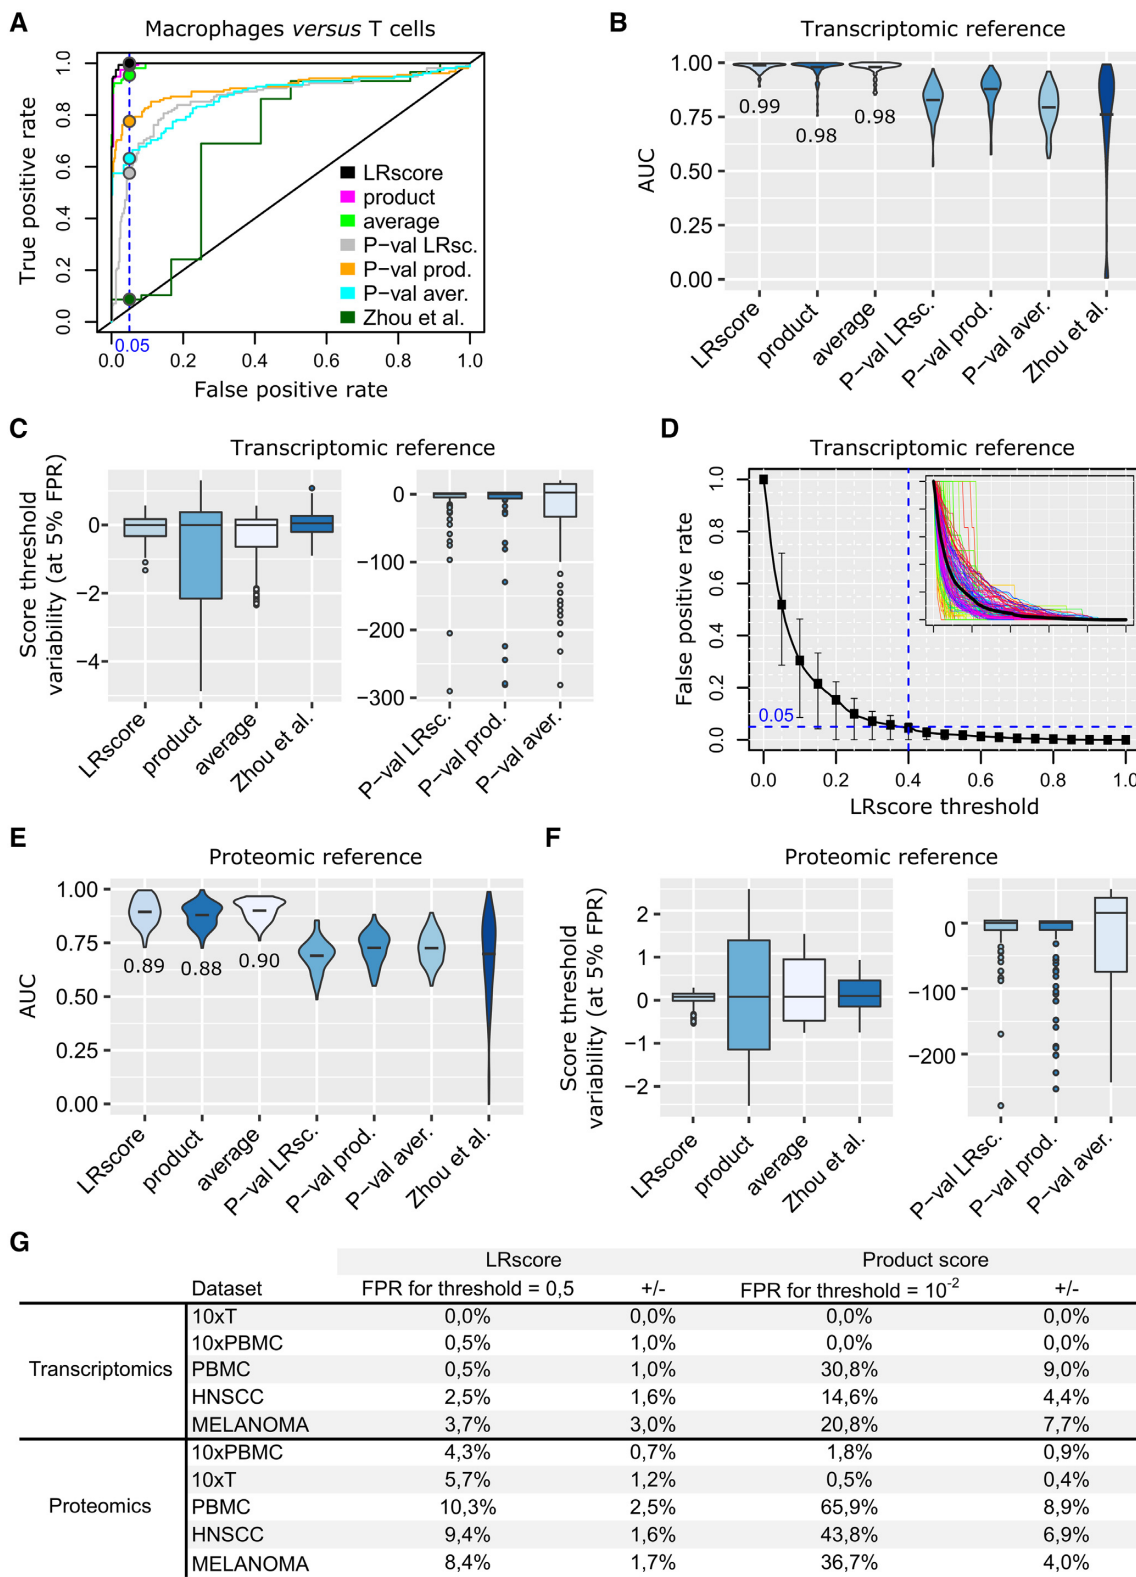 A
Macrophages versus T cells
True positive rate
1.0
0.8
0.6
0.4
0.2
0.0
LRscore
product
average
P-val LRsc.
P-val prod.
P-val aver.
Zhou et al.
0.05
0.0 0.2 0.4 0.6 0.8 1.0
False positive rate
B
Transcriptomic reference
AUC
1.00
0.75
0.50
0.25
0.00
0.99
0.98
0.98
LRscore product average P-val LRsc. P-val prod. P-val aver. Zhou et al.
C
Transcriptomic reference
Score threshold
variability (at 5% FPR)
0
−2
−4
LRscore product average Zhou et al.
0
−100
−200
−300
P-val LRsc. P-val prod. P-val aver.
D
Transcriptomic reference
False positive rate
1.0
0.8
0.6
0.4
0.2
0.0
0.05
0.0 0.2 0.4 0.6 0.8 1.0
LRscore threshold
E
Proteomic reference
AUC
1.00
0.75
0.50
0.25
0.00
0.89 0.88 0.90
LRscore product average P-val LRsc. P-val prod. P-val aver. Zhou et al.
F
Proteomic reference
Score threshold
variability (at 5% FPR)
2
1
0
−1
−2
LRscore product average Zhou et al.
0
−100
−200
P-val LRsc. P-val prod. P-val aver.
G
LRscore Product score
Dataset FPR for threshold = 0,5 +/- FPR for threshold = 10⁻² +/-
Transcriptomics
10xT 0,0% 0,0% 0,0% 0,0%
10xPBMC 0,5% 1,0% 0,0% 0,0%
PBMC 0,5% 1,0% 30,8% 9,0%
HNSCC 2,5% 1,6% 14,6% 4,4%
MELANOMA 3,7% 3,0% 20,8% 7,7%
Proteomics
10xPBMC 4,3% 0,7% 1,8% 0,9%
10xT 5,7% 1,2% 0,5% 0,4%
PBMC 10,3% 2,5% 65,9% 8,9%
HNSCC 9,4% 1,6% 43,8% 6,9%
MELANOMA 8,4% 1,7% 36,7% 4,0%